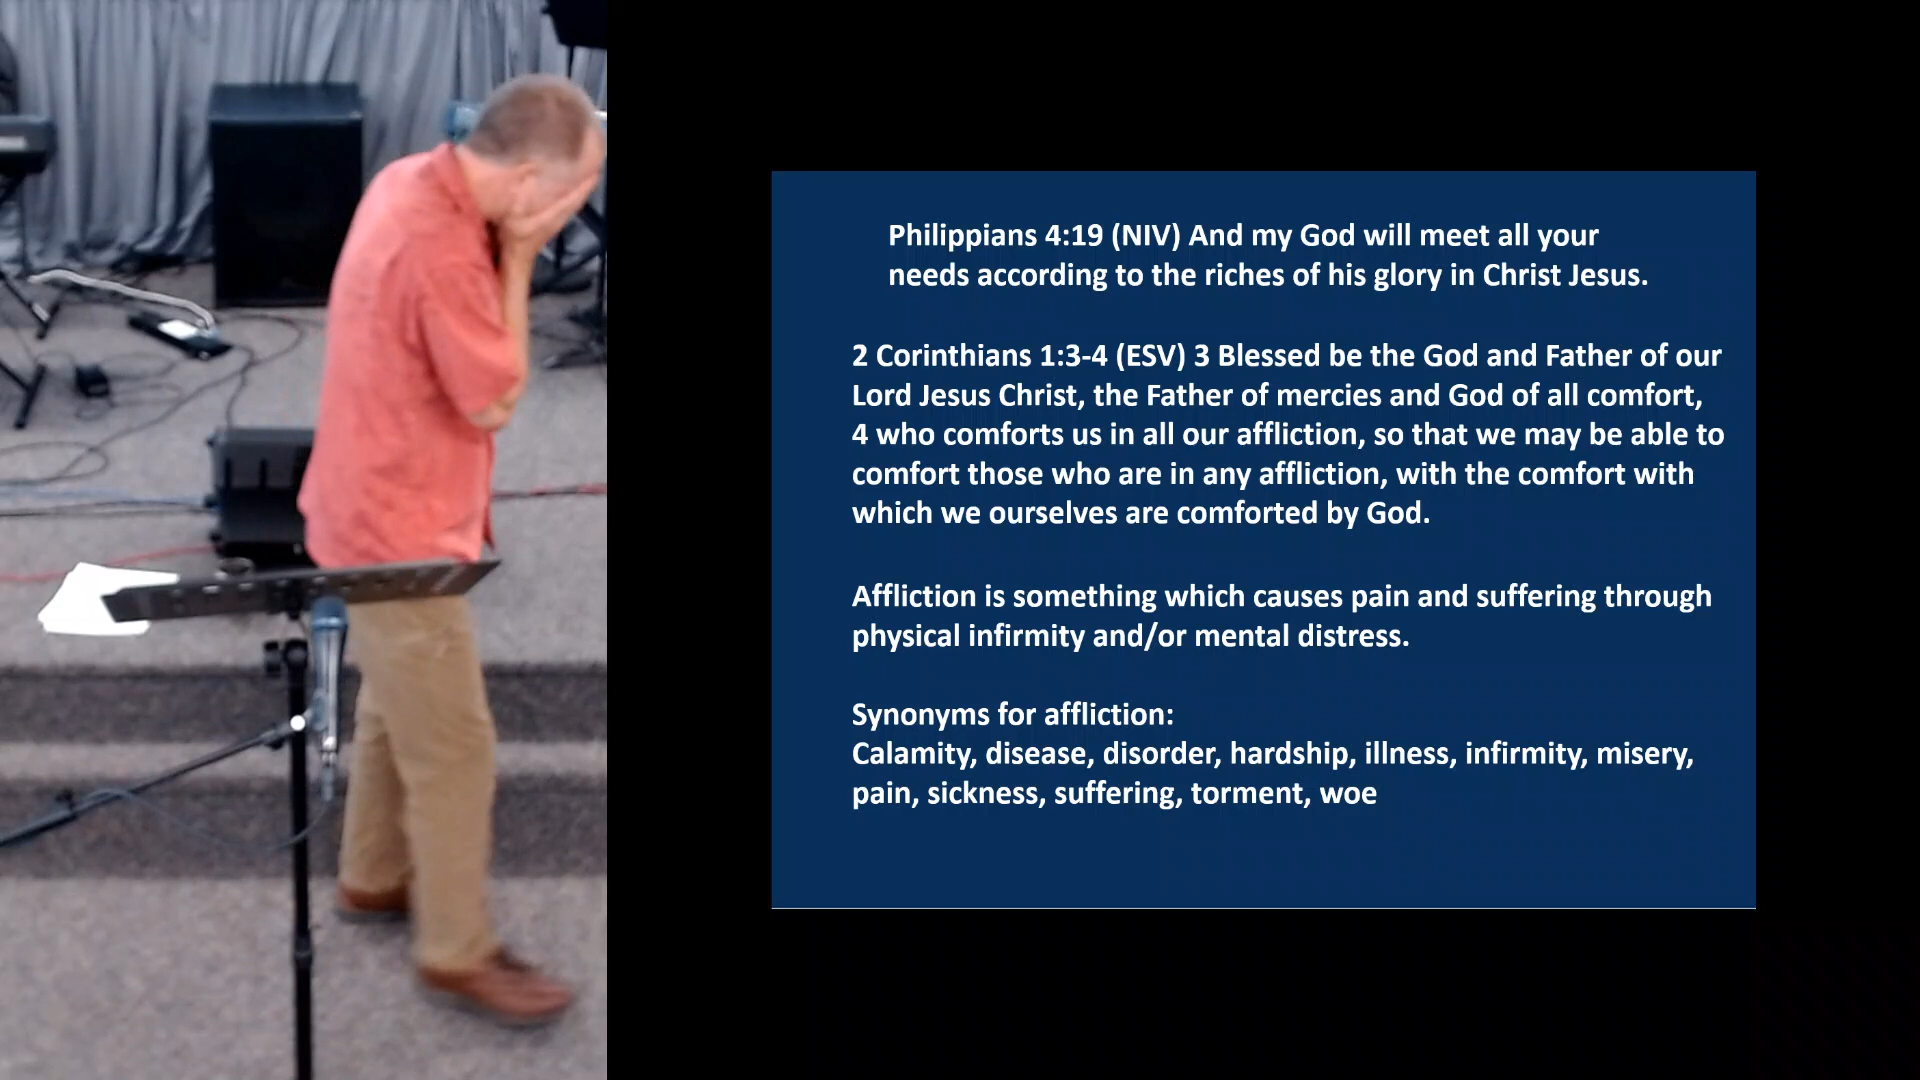 Philippians 4:19 (NIV) And my God will meet all your
needs according to the riches of his glory in Christ Jesus.
2 Corinthians 1:3-4 (ESV) 3 Blessed be the God and Father of our
Lord Jesus Christ, the Father of mercies and God of all comfort,
4 who comforts us in all our affliction, so that we may be able to
comfort those who are in any affliction, with the comfort with
which we ourselves are comforted by God.
Affliction is something which causes pain and suffering through
physical infirmity and/or mental distress.
Synonyms for affliction:
Calamity, disease, disorder, hardship, illness, infirmity, misery,
pain, sickness, suffering, torment, woe